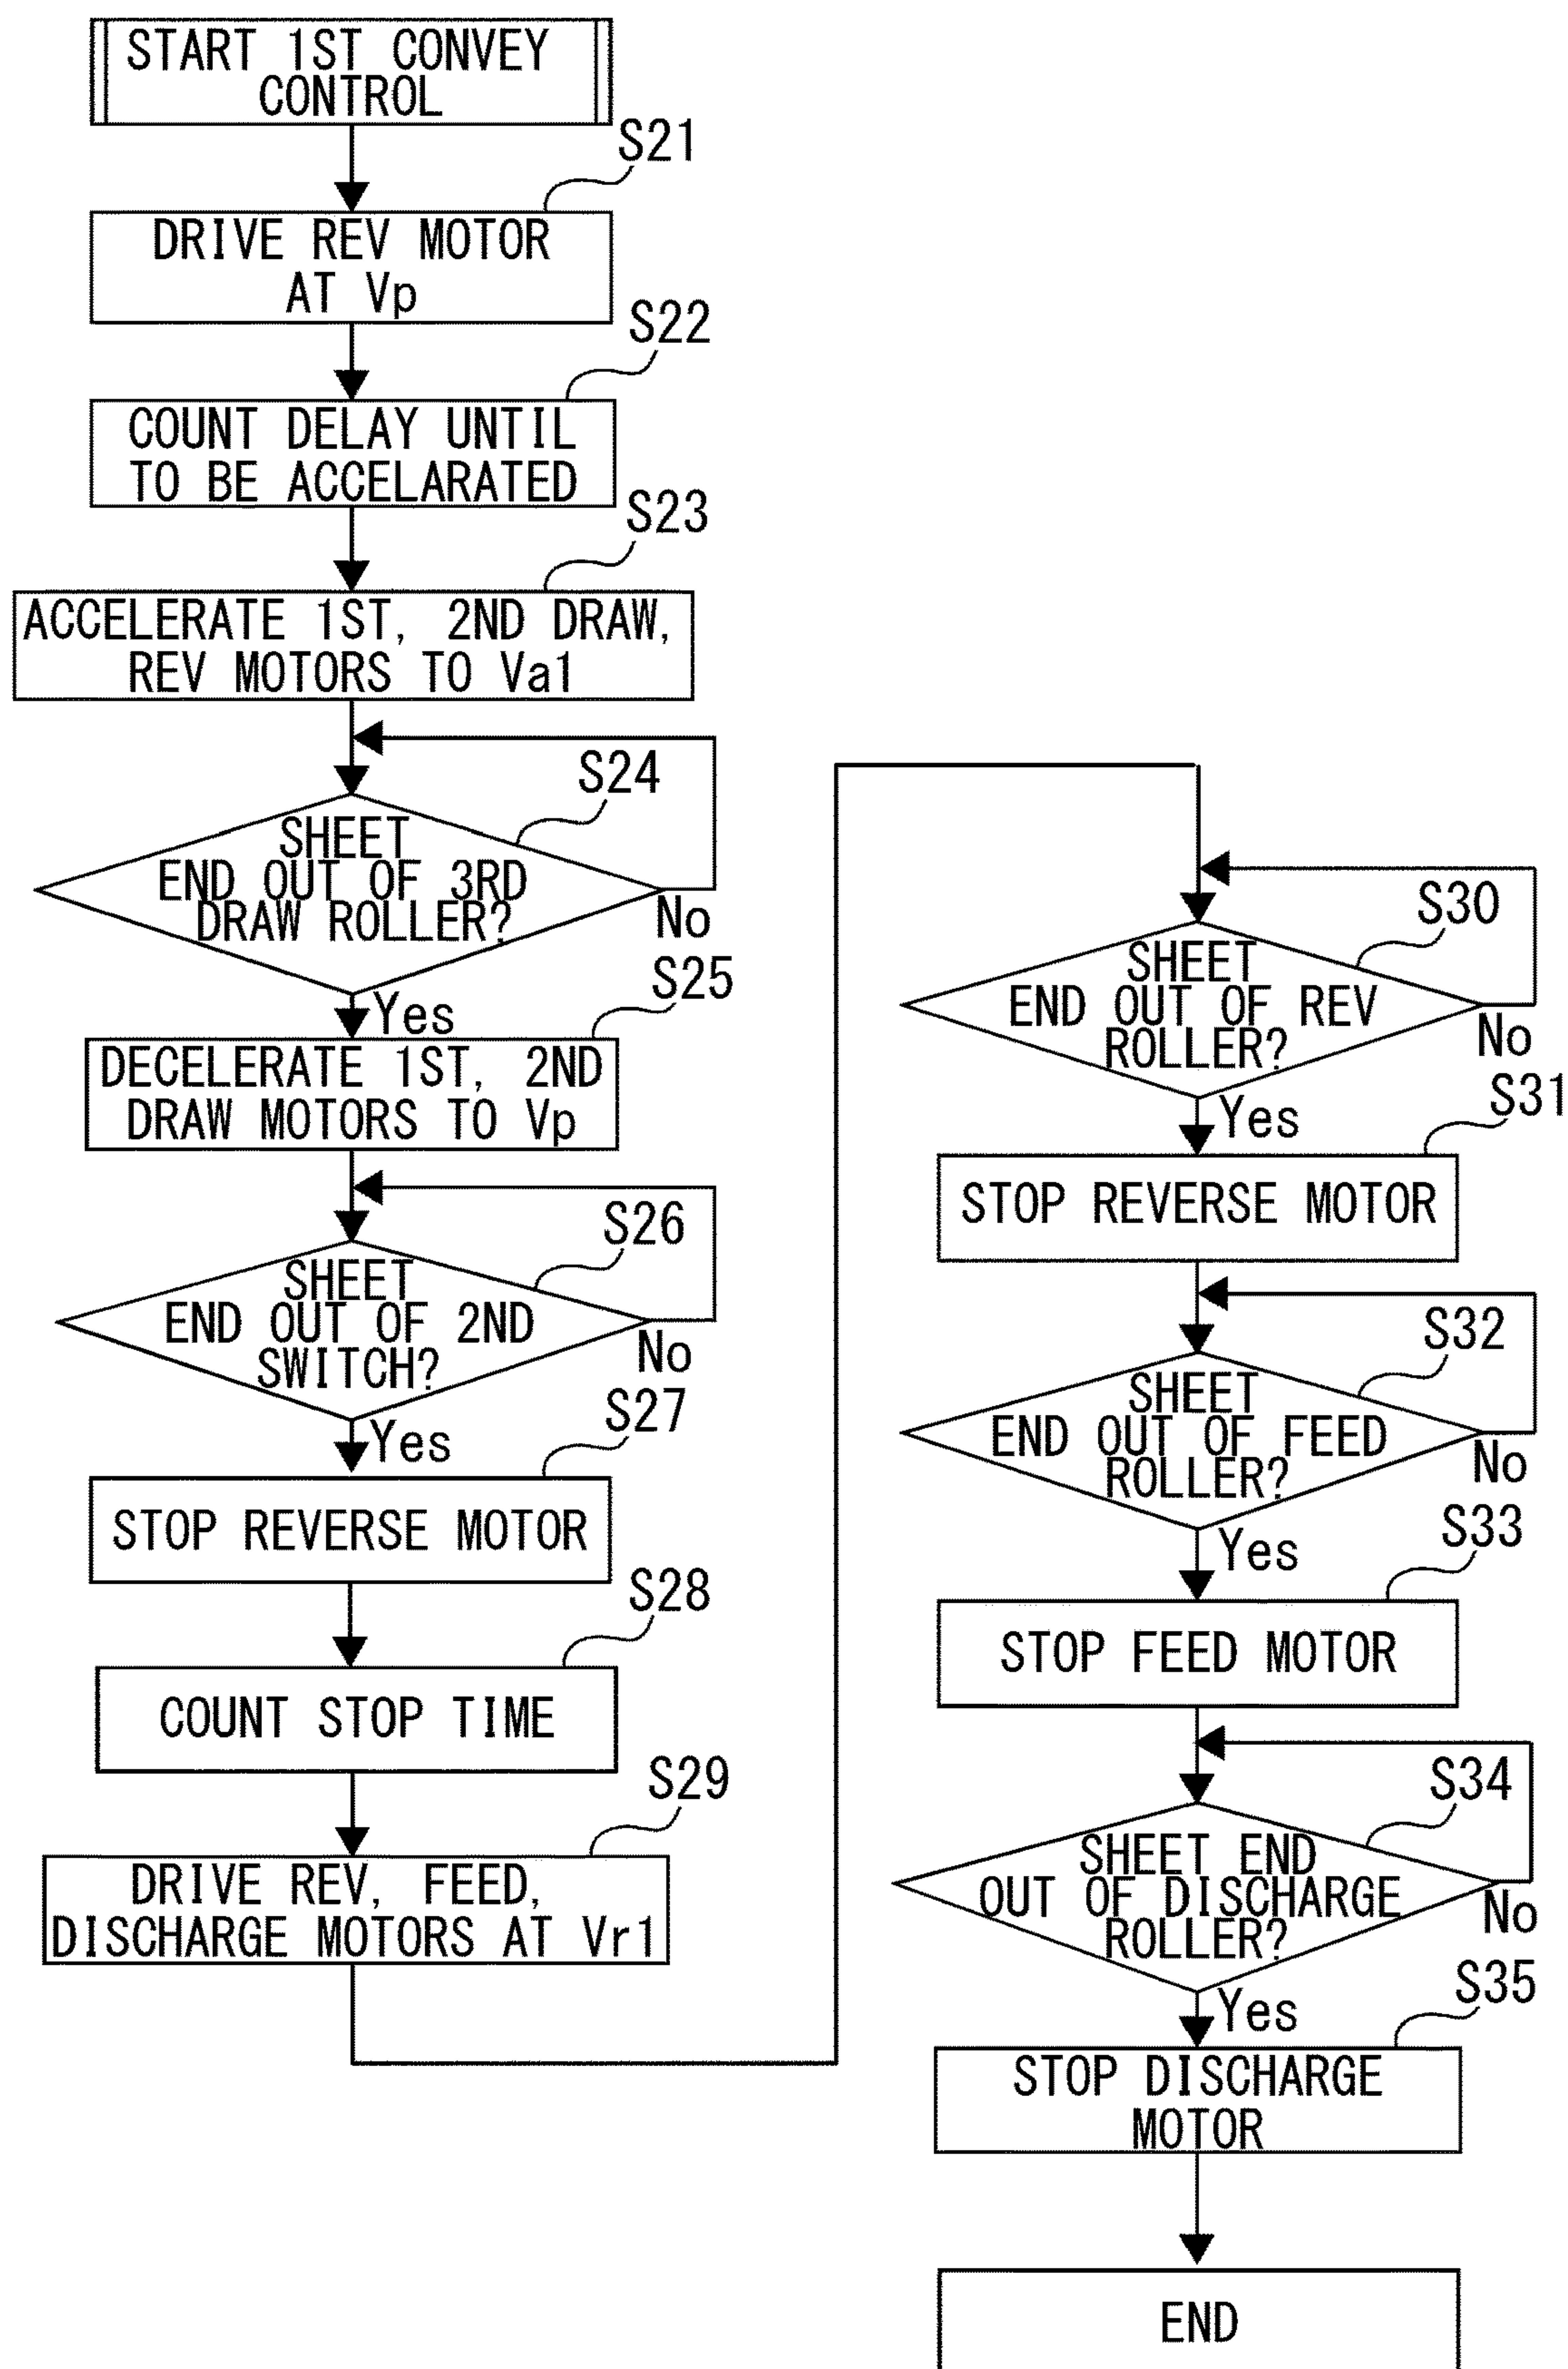 START 1ST CONVEY
CONTROL
S21
DRIVE REV MOTOR
AT Vp
S22
COUNT DELAY UNTIL
TO BE ACCELARATED
S23
ACCELERATE 1ST, 2ND DRAW,
REV MOTORS TO Va1
S24
SHEET
END OUT OF 3RD
DRAW ROLLER?
No
Yes
S25
DECELERATE 1ST, 2ND
DRAW MOTORS TO Vp
S26
SHEET
END OUT OF 2ND
SWITCH?
No
Yes
S27
STOP REVERSE MOTOR
S28
COUNT STOP TIME
S29
DRIVE REV, FEED,
DISCHARGE MOTORS AT Vr1
S30
SHEET
END OUT OF REV
ROLLER?
No
Yes
S31
STOP REVERSE MOTOR
S32
SHEET
END OUT OF FEED
ROLLER?
No
Yes
S33
STOP FEED MOTOR
S34
SHEET END
OUT OF DISCHARGE
ROLLER?
No
Yes
S35
STOP DISCHARGE
MOTOR
END